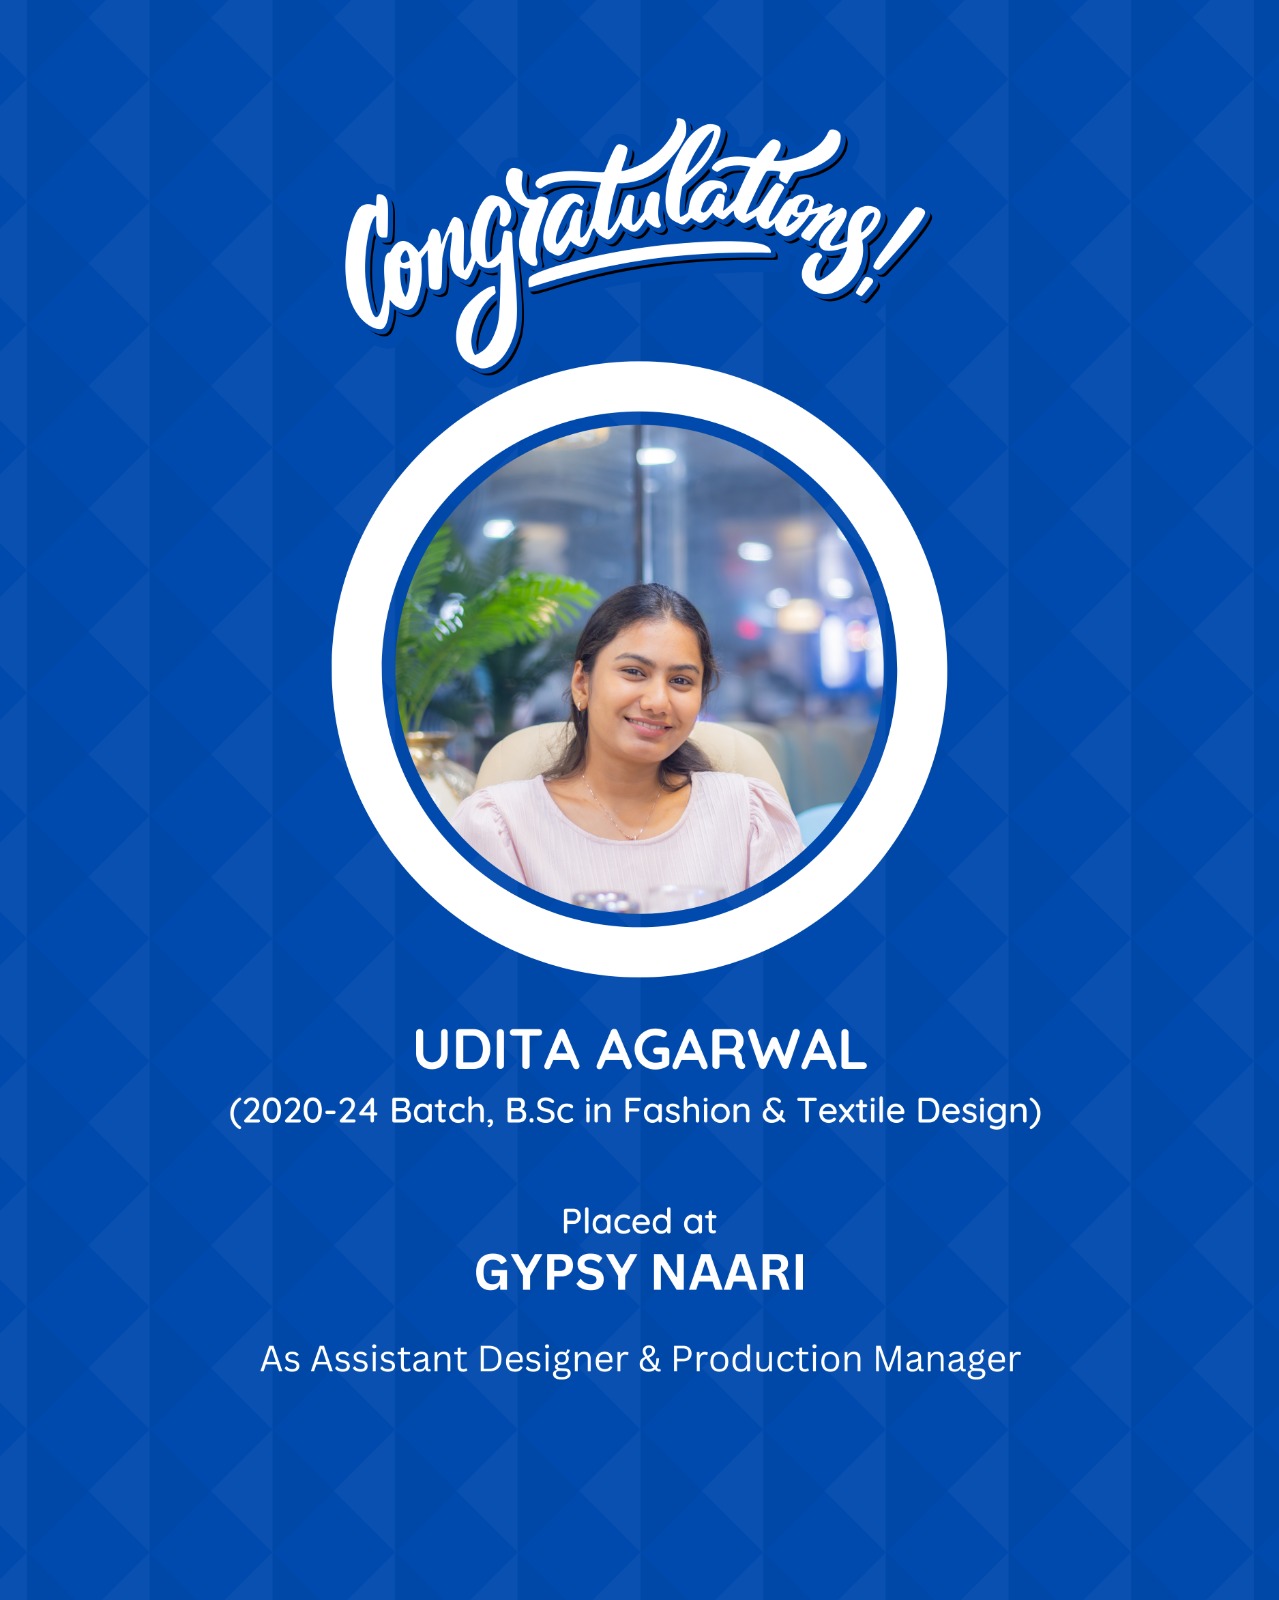 Congratulations!
UDITA AGARWAL
(2020-24 Batch, B.Sc in Fashion & Textile Design)
Placed at
GYPSY NAARI
As Assistant Designer & Production Manager